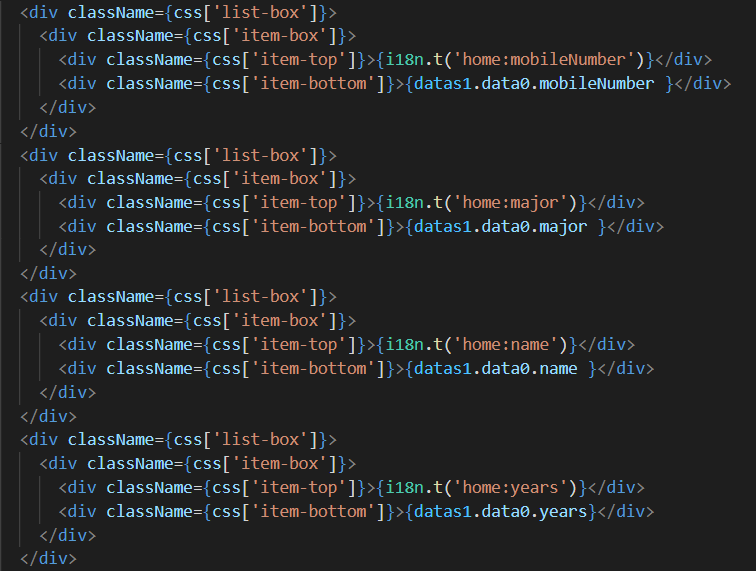 <div className={css['list-box']}>
<div className={css['item-box']}>
<div className={css['item-top']}>{i18n.t('home:mobileNumber')}</div>
<div className={css['item-bottom']}>{datas1.data0.mobileNumber }</div>
</div>
</div>
<div className={css['list-box']}>
<div className={css['item-box']}>
<div className={css['item-top']}>{i18n.t('home:major')}</div>
<div className={css['item-bottom']}>{datas1.data0.major }</div>
</div>
</div>
<div className={css['list-box']}>
<div className={css['item-box']}>
<div className={css['item-top']}>{i18n.t('home:name')}</div>
<div className={css['item-bottom']}>{datas1.data0.name }</div>
</div>
</div>
<div className={css['list-box']}>
<div className={css['item-box']}>
<div className={css['item-top']}>{i18n.t('home:years')}</div>
<div className={css['item-bottom']}>{datas1.data0.years}</div>
</div>
</div>